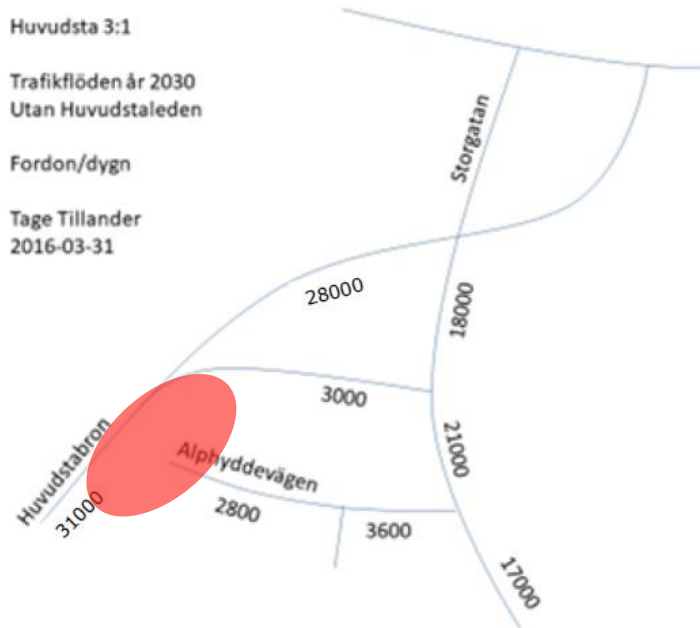 Huvudsta 3:1
Trafikflöden år 2030
Utan Huvudstaleden
Fordon/dygn
Tage Tillander
2016-03-31
Storgatan
28000
18000
3000
Huvudstabron
31000
21000
Alphyddevägen
2800
3600
17000